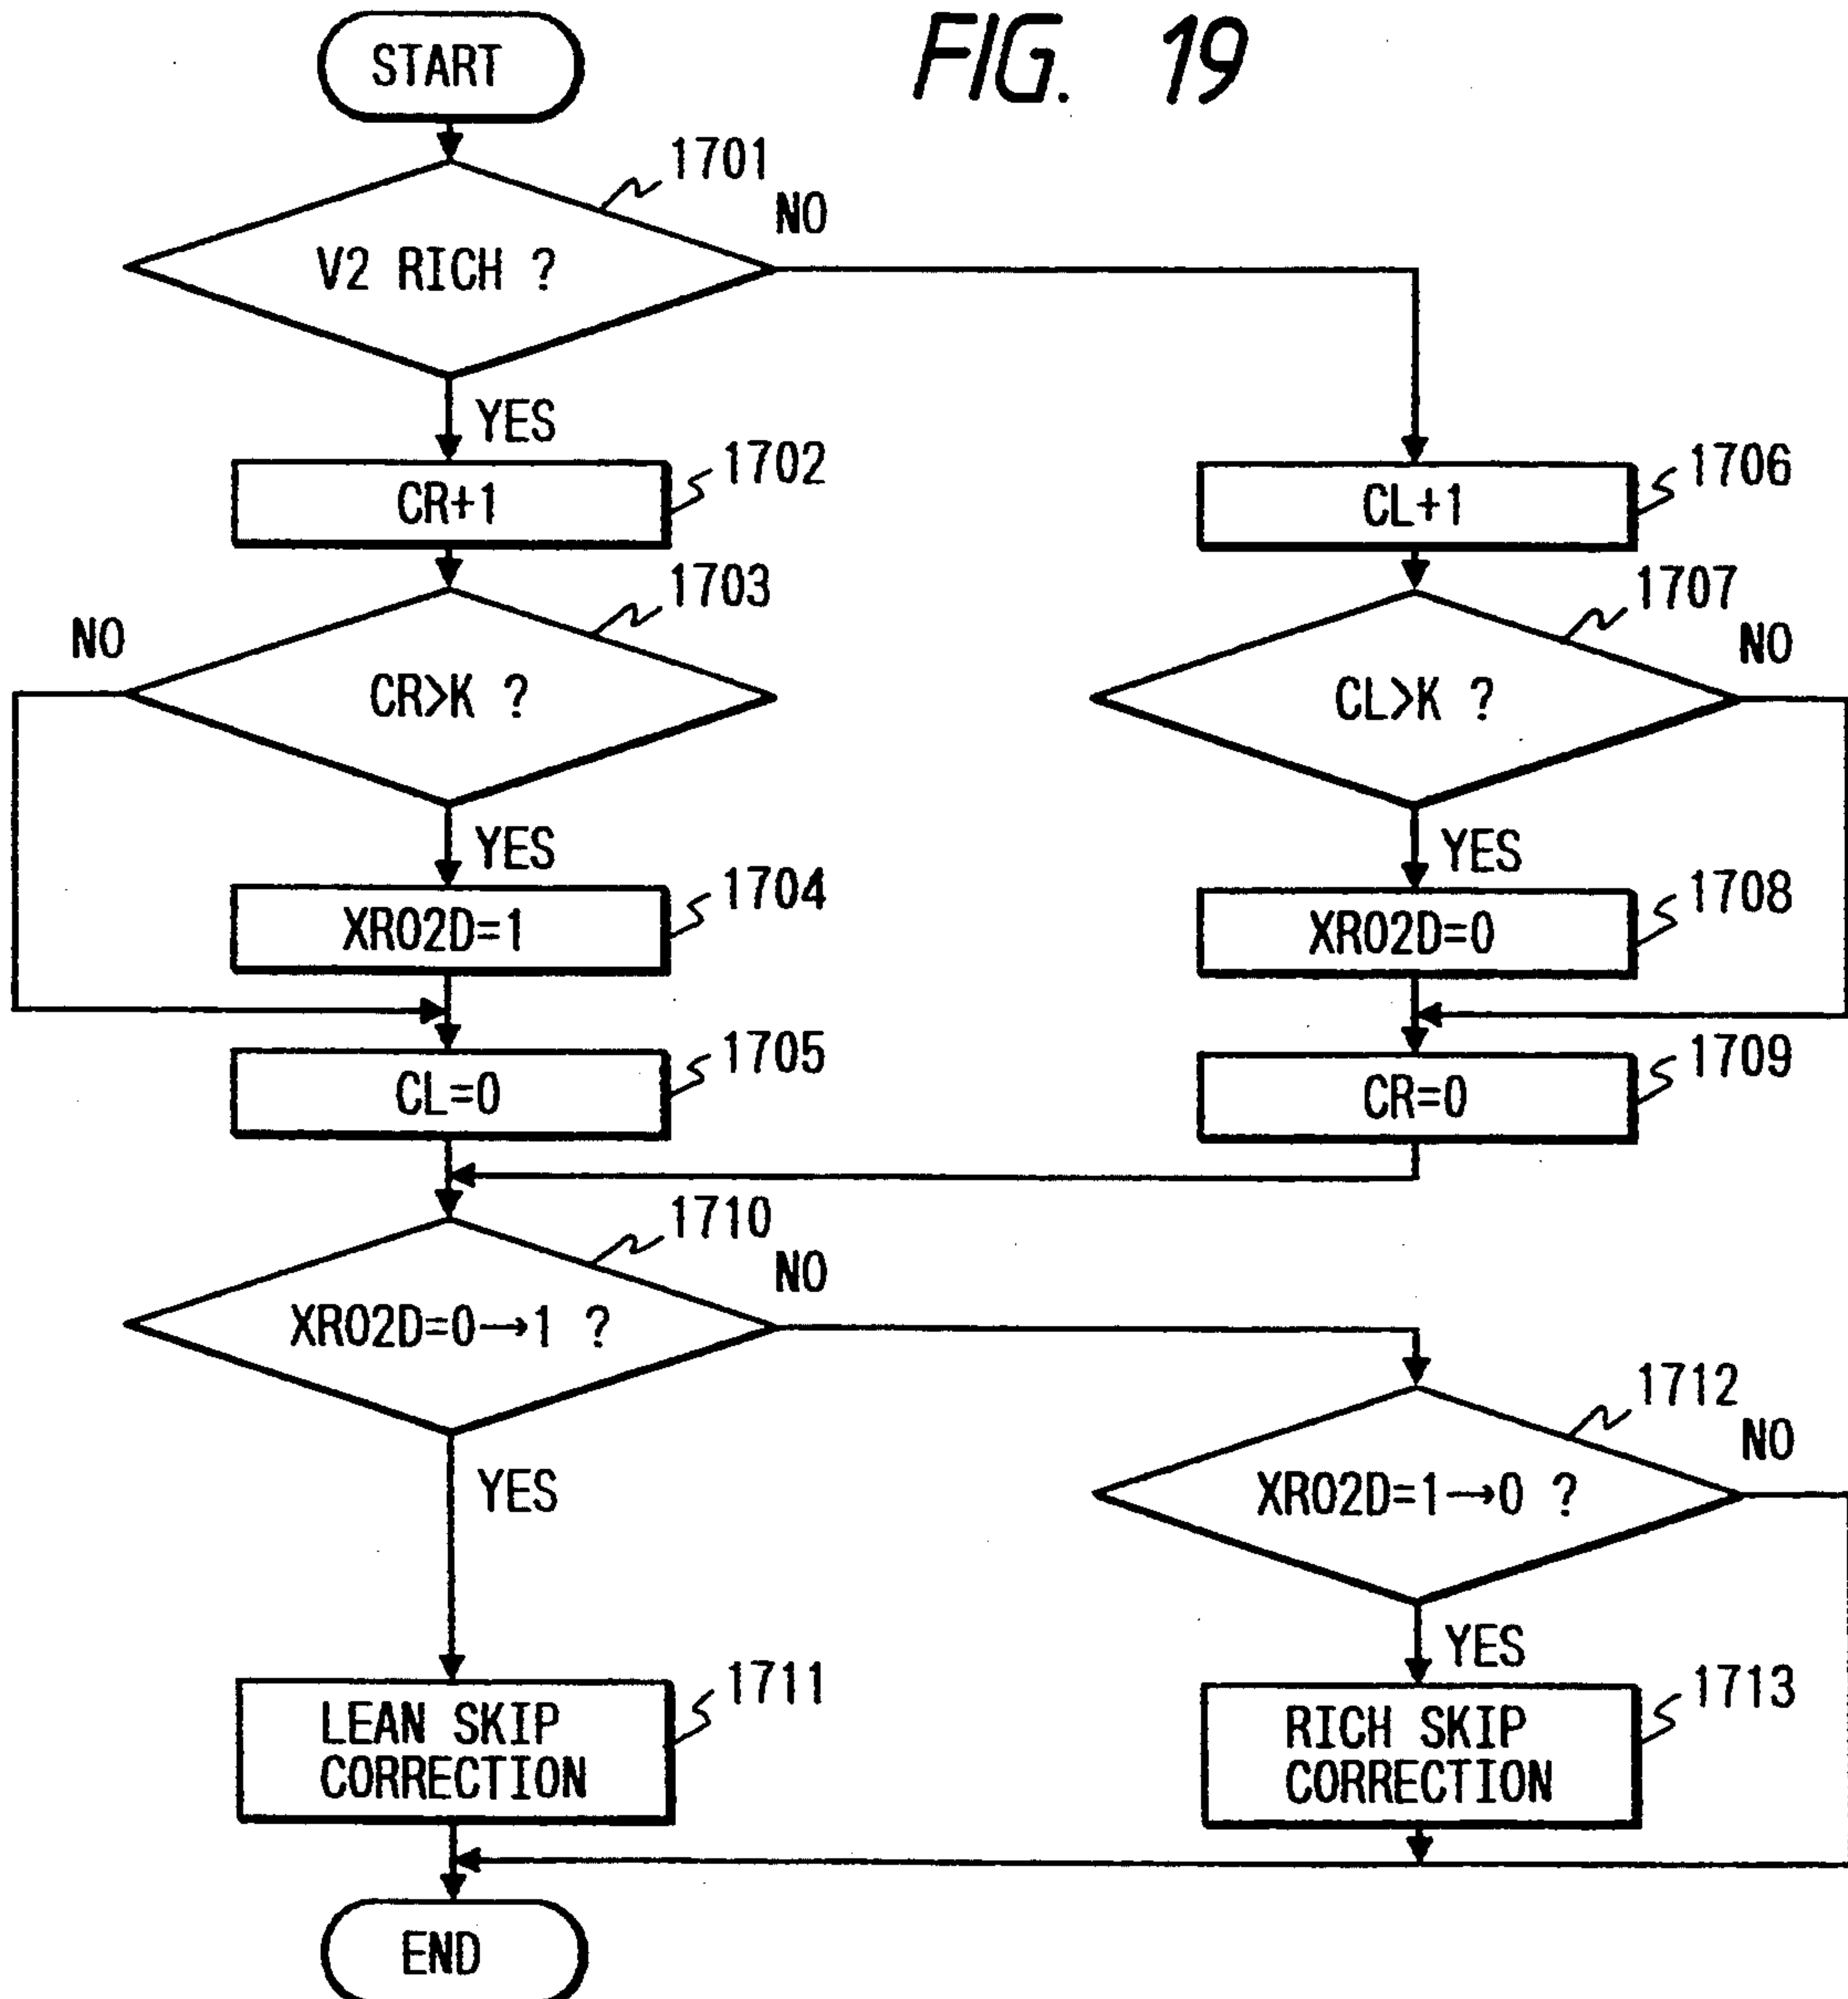 FIG. 19
START
1701
V2 RICH ?
NO
YES
CR+1
1702
CL+1
1706
1703
NO
CR>K ?
1707
NO
CL>K ?
YES
YES
XRO2D=1
1704
XRO2D=0
1708
CL=0
1705
CR=0
1709
1710
NO
XRO2D=0→1 ?
1712
NO
XRO2D=1→0 ?
YES
YES
LEAN SKIP
CORRECTION
1711
RICH SKIP
CORRECTION
1713
END